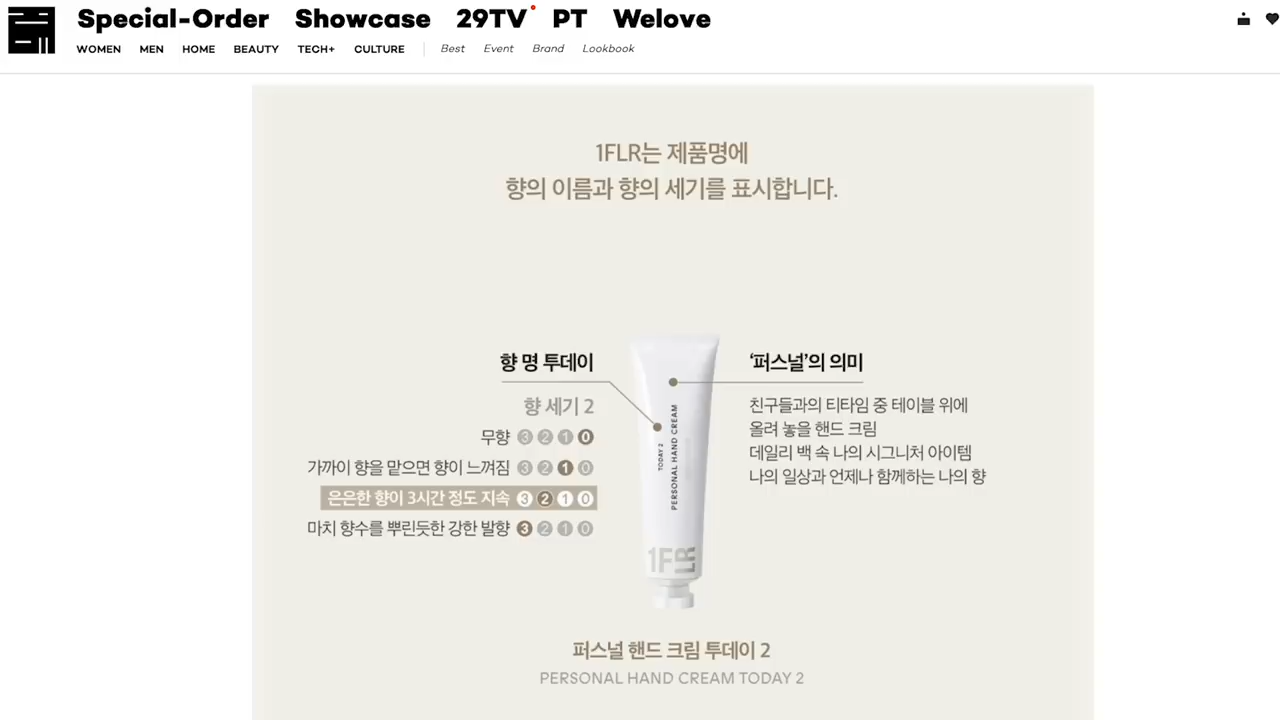 Special-Order Showcase 29TV PT Welove
WOMEN MEN HOME BEAUTY TECH+ CULTURE Best Event Brand Lookbook
1FLR는 제품명에
향의 이름과 향의 세기를 표시합니다.
향 명 투데이
향 세기 2
무향 3 2 1 0
가까이 향을 맡으면 향이 느껴짐 3 2 1 0
은은한 향이 3시간 정도 지속 3 2 1 0
마치 향수를 뿌린듯한 강한 발향 3 2 1 0
TODAY 2
PERSONAL HAND CREAM
1FLR
‘퍼스널’의 의미
친구들과의 티타임 중 테이블 위에
올려 놓을 핸드 크림
데일리 백 속 나의 시그니처 아이템
나의 일상과 언제나 함께하는 나의 향
퍼스널 핸드 크림 투데이 2
PERSONAL HAND CREAM TODAY 2